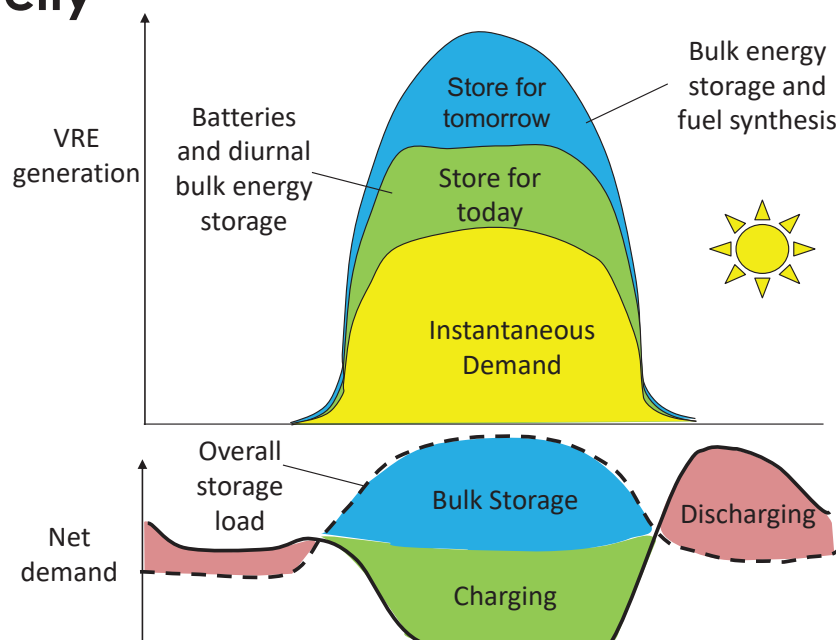 VRE
generation
Batteries
and diurnal
bulk energy
storage
Store for
tomorrow
Bulk energy
storage and
fuel synthesis
Store for
today
Instantaneous
Demand
Overall
storage
load
Net
demand
Bulk Storage
Charging
Discharging